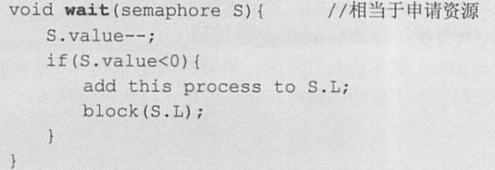 void wait(semaphore S){ //相当于申请资源
S.value--;
if(S.value<0){
add this process to S.L;
block(S.L);
}
}